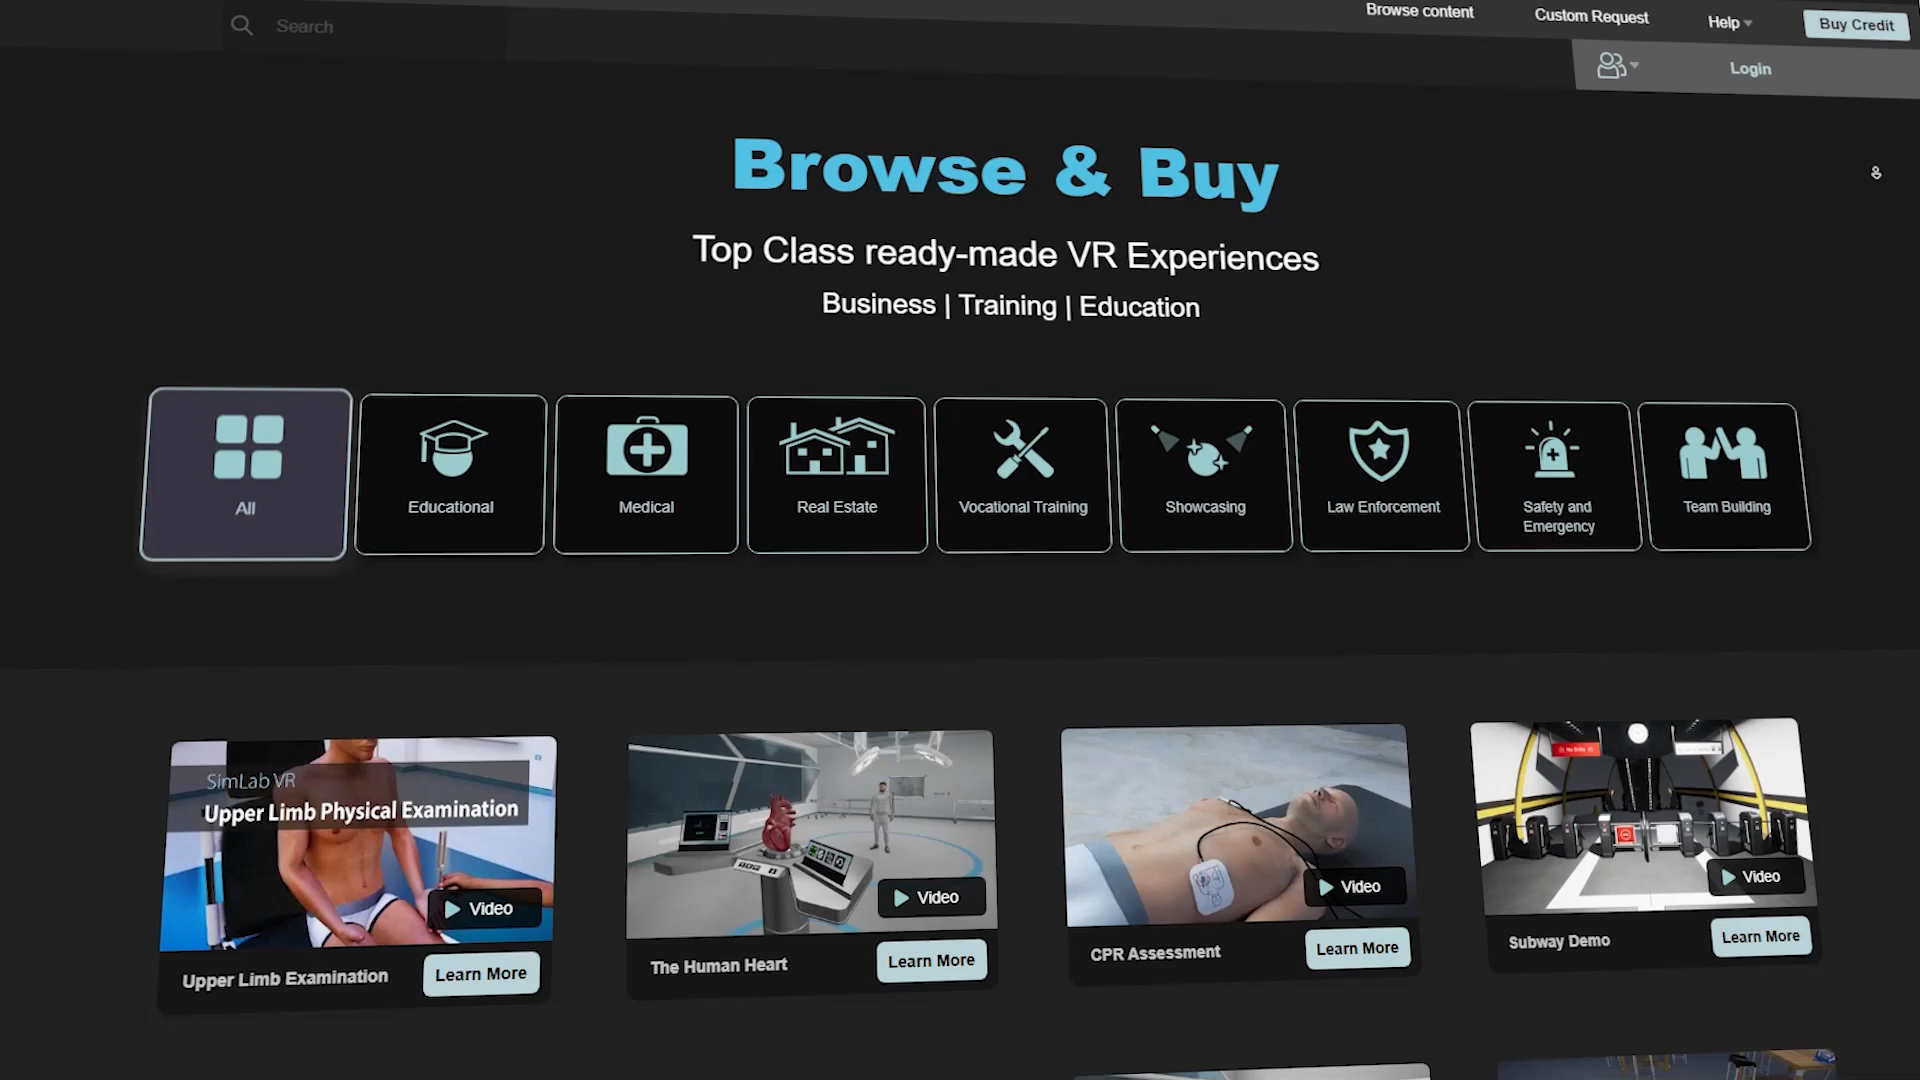 Search
Browse content
Custom Request
Help
Buy Credit
Login
Browse & Buy
Top Class ready-made VR Experiences
Business | Training | Education
All
Educational
Medical
Real Estate
Vocational Training
Showcasing
Law Enforcement
Safety and
Emergency
Team Building
SimLab VR
Upper Limb Physical Examination
Video
Video
Video
No Entry
Video
Upper Limb Examination
Learn More
The Human Heart
Learn More
CPR Assessment
Learn More
Subway Demo
Learn More